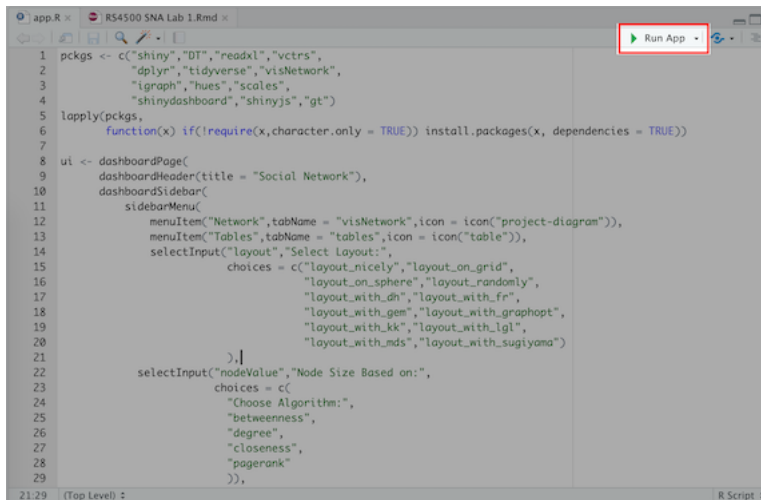 app.R × RS4500 SNA Lab 1.Rmd ×
Run App
1 pckgs <- c("shiny","DT","readxl","vctrs",
2 "dplyr","tidyverse","visNetwork",
3 "igraph","hues","scales",
4 "shinydashboard","shinyjs","gt")
5 lapply(pckgs,
6 function(x) if(!require(x,character.only = TRUE)) install.packages(x, dependencies = TRUE))
7
8 ui <- dashboardPage(
9 dashboardHeader(title = "Social Network"),
10 dashboardSidebar(
11 sidebarMenu(
12 menuItem("Network",tabName = "visNetwork",icon = icon("project-diagram")),
13 menuItem("Tables",tabName = "tables",icon = icon("table")),
14 selectInput("layout","Select Layout:",
15 choices = c("layout_nicely","layout_on_grid",
16 "layout_on_sphere","layout_randomly",
17 "layout_with_dh","layout_with_fr",
18 "layout_with_gem","layout_with_graphopt",
19 "layout_with_kk","layout_with_lgl",
20 "layout_with_mds","layout_with_sugiyama")
21 ),
22 selectInput("nodeValue","Node Size Based on:",
23 choices = c(
24 "Choose Algorithm:",
25 "betweenness",
26 "degree",
27 "closeness",
28 "pagerank"
29 )),
21:29 (Top Level) R Script